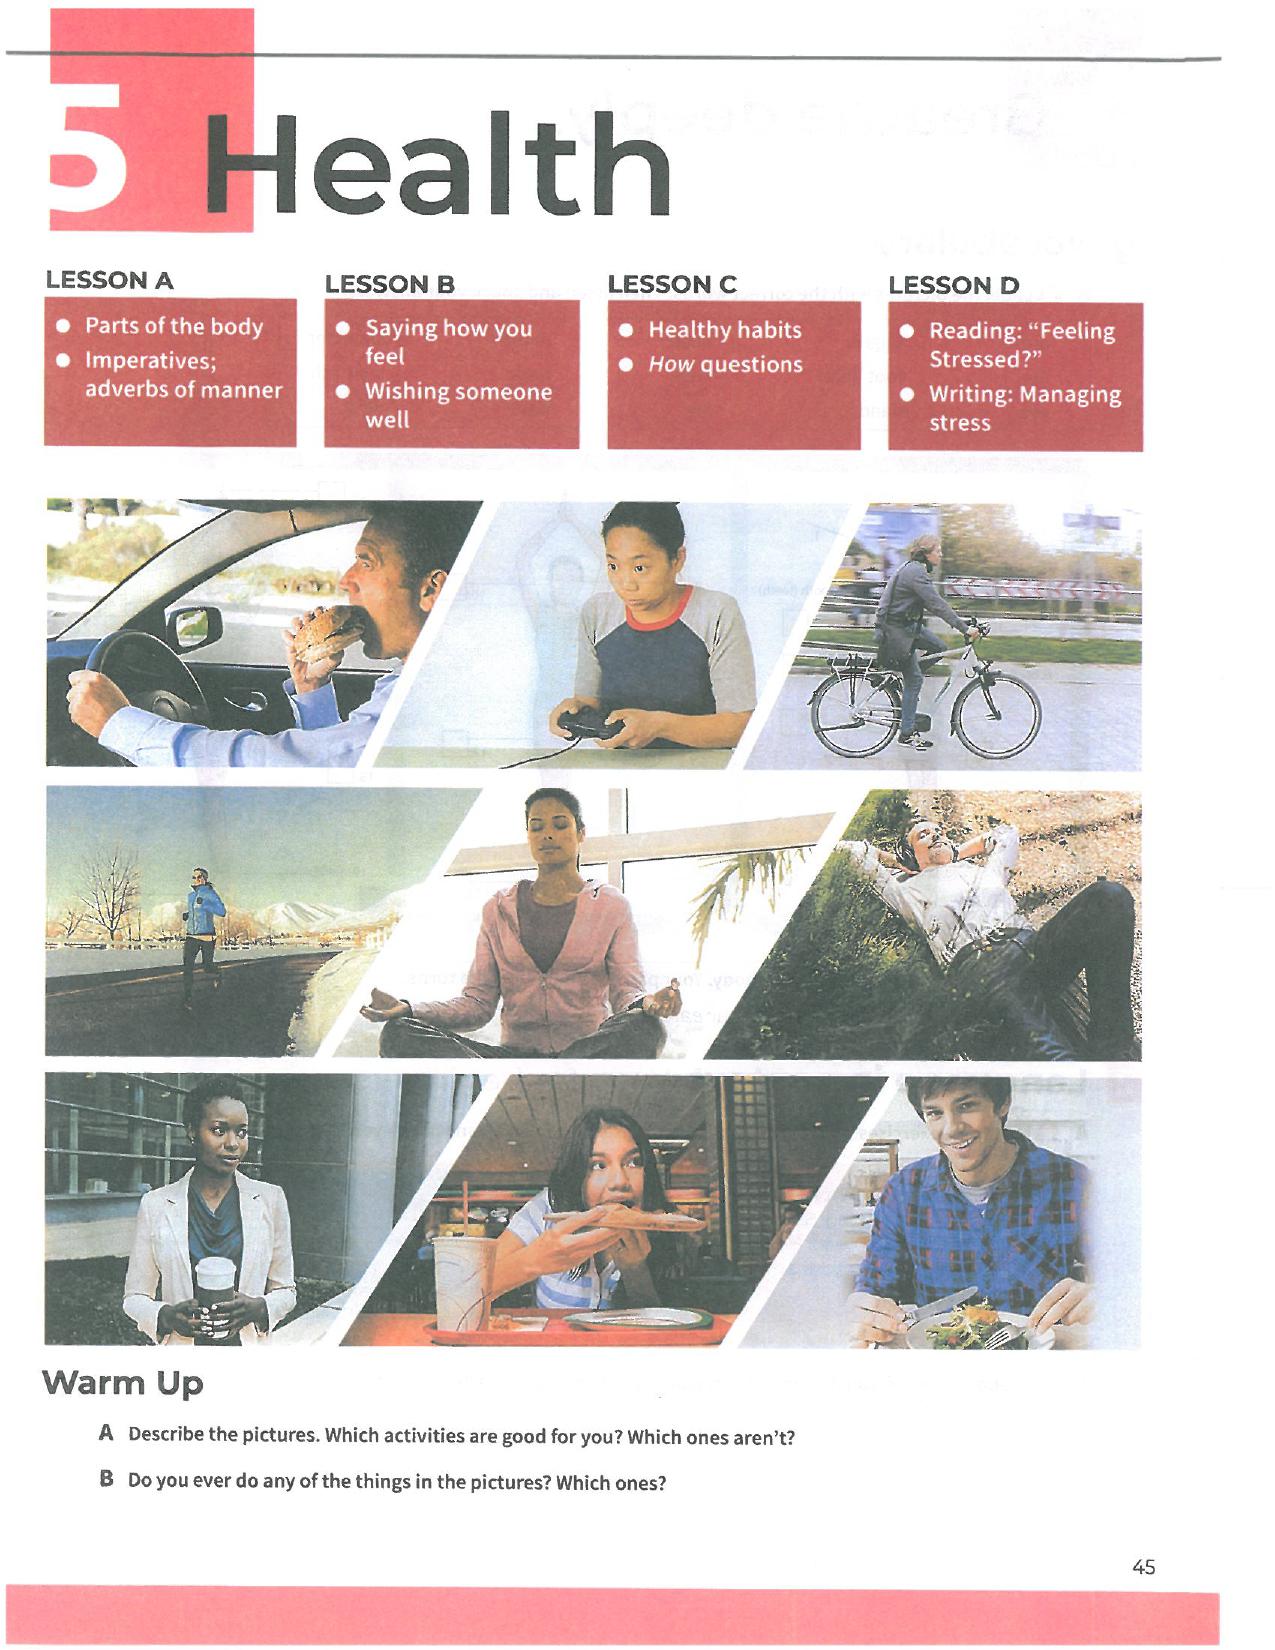 5 Health
LESSON A
• Parts of the body
• Imperatives;
adverbs of manner
LESSON B
• Saying how you
feel
• Wishing someone
well
LESSON C
• Healthy habits
• How questions
LESSON D
• Reading: “Feeling
Stressed?”
• Writing: Managing
stress
Warm Up
A Describe the pictures. Which activities are good for you? Which ones aren't?
B Do you ever do any of the things in the pictures? Which ones?
45